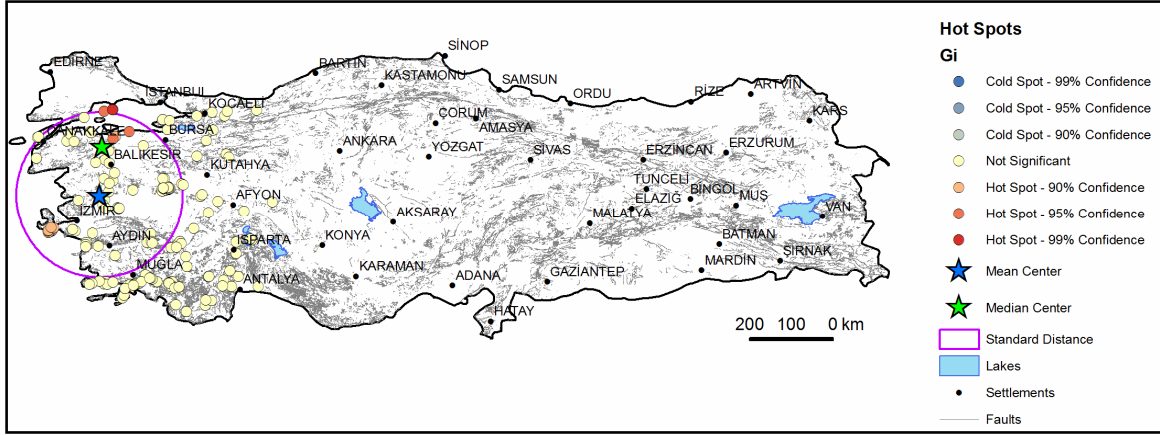 SİNOP
EDİRNE
BARTIN
KASTAMONU
SAMSUN
ARTVİN
İSTANBUL
ORDU
RİZE
KOCAELİ
KARS
ÇORUM
AMASYA
ÇANAKKALE
BURSA
ANKARA
YOZGAT
SİVAS
ERZİNCAN
ERZURUM
BALIKESİR
KUTAHYA
TUNCELİ
BİNGOL
MUŞ
AFYON
ELAZIG
VAN
İZMİR
AKSARAY
MALATYA
AYDIN
ISPARTA
KONYA
BATMAN
ŞIRNAK
MUGLA
KARAMAN
MARDİN
ANTALYA
ADANA
GAZİANTEP
HATAY
200 100 0 km
Hot Spots
Gi
Cold Spot - 99% Confidence
Cold Spot - 95% Confidence
Cold Spot - 90% Confidence
Not Significant
Hot Spot - 90% Confidence
Hot Spot - 95% Confidence
Hot Spot - 99% Confidence
Mean Center
Median Center
Standard Distance
Lakes
Settlements
Faults